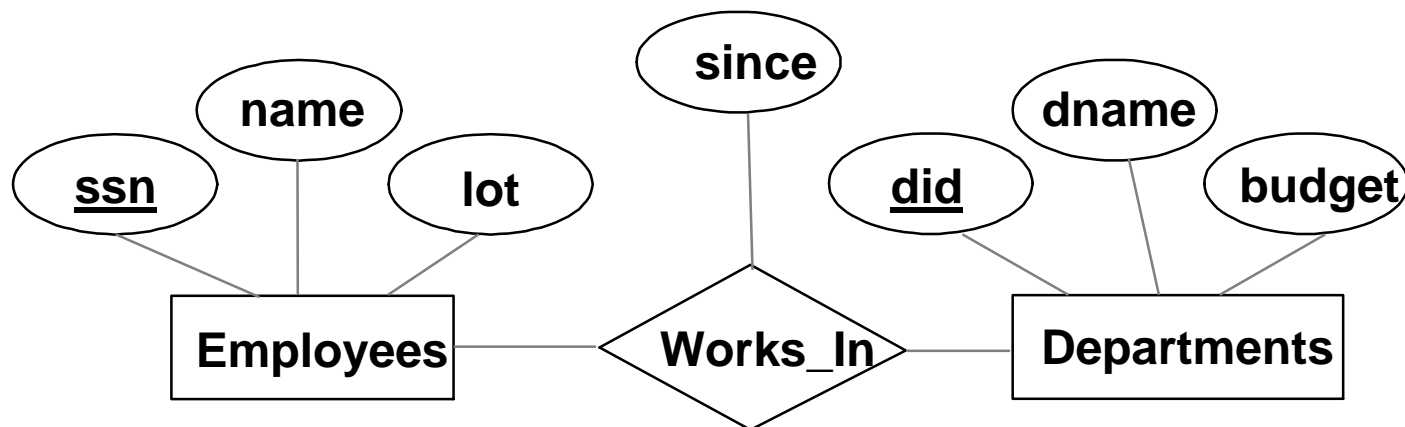 since
name
dname
ssn
lot
did
budget
Employees
Works_In
Departments